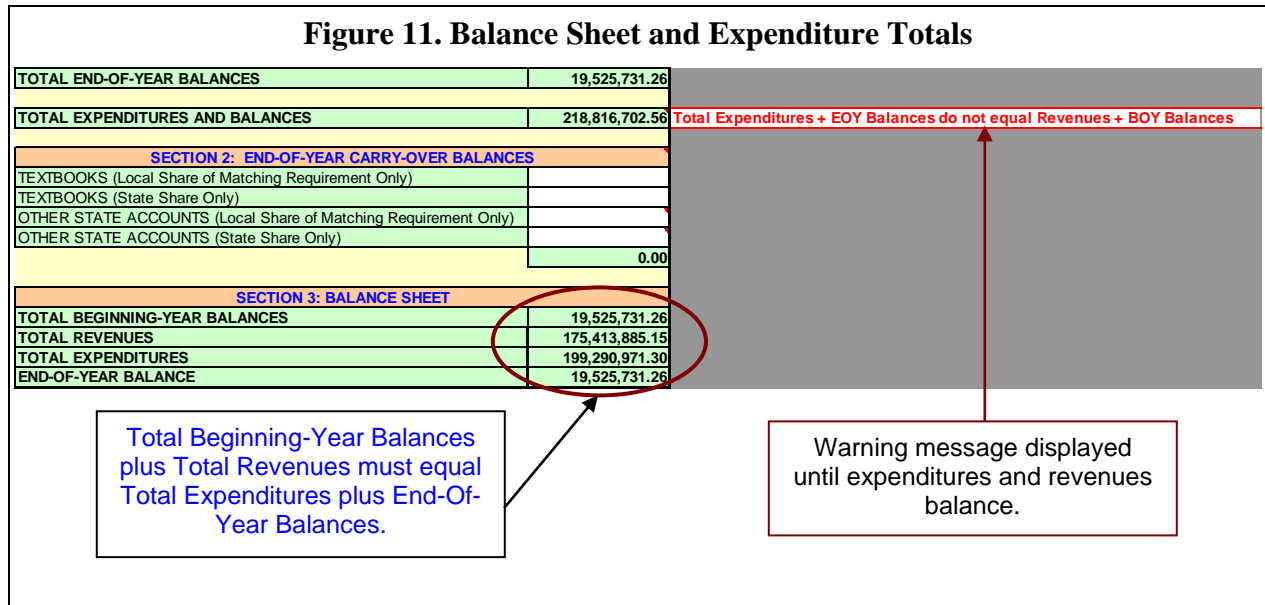 Figure 11. Balance Sheet and Expenditure Totals
TOTAL END-OF-YEAR BALANCES 19,525,731.26
TOTAL EXPENDITURES AND BALANCES 218,816,702.56 Total Expenditures + EOY Balances do not equal Revenues + BOY Balances
SECTION 2: END-OF-YEAR CARRY-OVER BALANCES
TEXTBOOKS (Local Share of Matching Requirement Only)
TEXTBOOKS (State Share Only)
OTHER STATE ACCOUNTS (Local Share of Matching Requirement Only)
OTHER STATE ACCOUNTS (State Share Only)
0.00
SECTION 3: BALANCE SHEET
TOTAL BEGINNING-YEAR BALANCES 19,525,731.26
TOTAL REVENUES 175,413,885.15
TOTAL EXPENDITURES 199,290,971.30
END-OF-YEAR BALANCE 19,525,731.26
Total Beginning-Year Balances
plus Total Revenues must equal
Total Expenditures plus End-Of-
Year Balances.
Warning message displayed
until expenditures and revenues
balance.